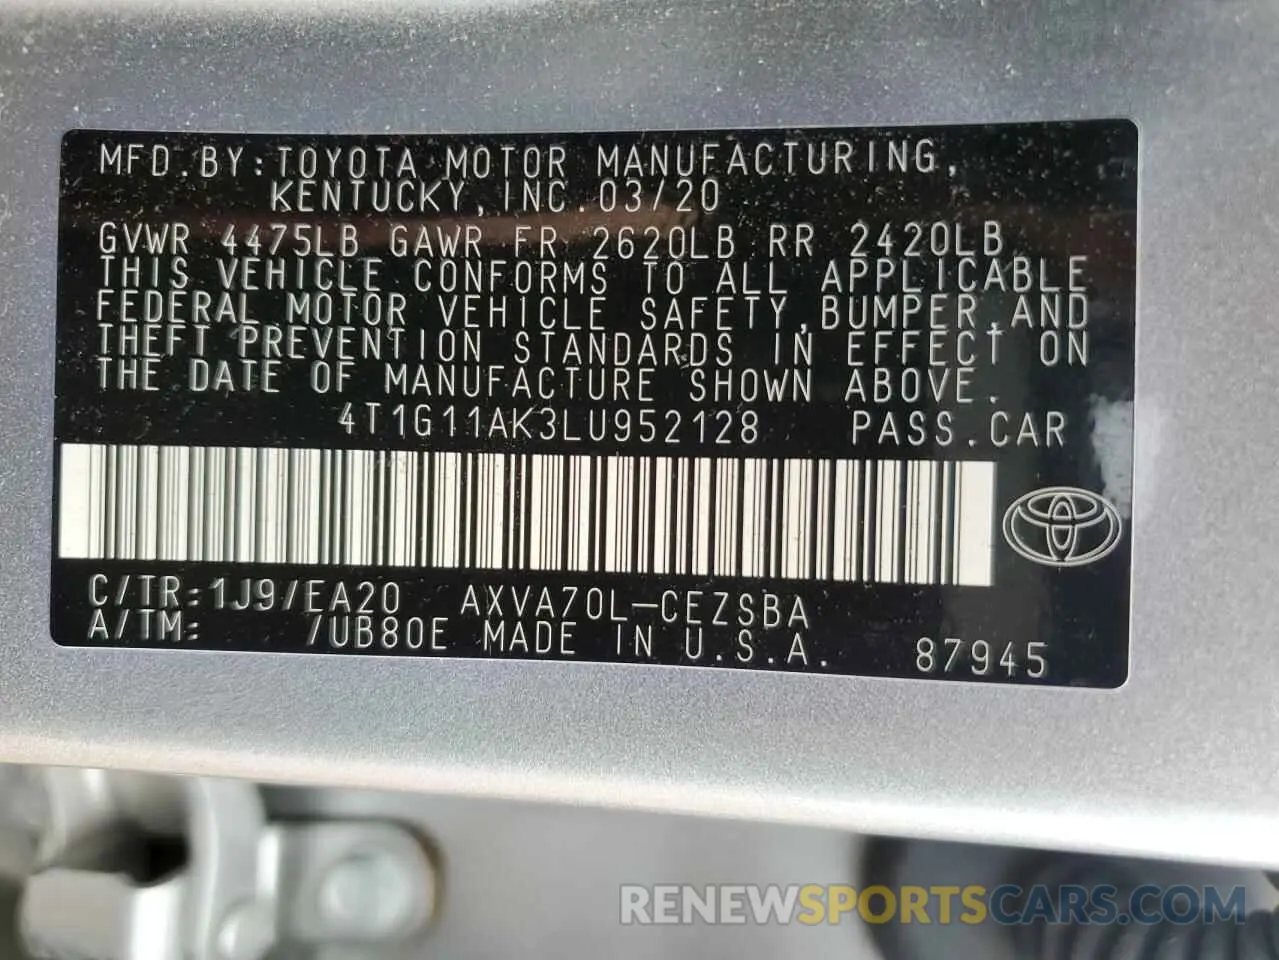 MFD.BY:TOYOTA MOTOR MANUFACTURING,
KENTUCKY,INC.03/20
GVWR 4475LB GAWR FR 2620LB RR 2420LB
THIS VEHICLE CONFORMS TO ALL APPLICABLE
FEDERAL MOTOR VEHICLE SAFETY,BUMPER,AND
THEFT PREVENTION STANDARDS IN EFFECT ON
THE DATE OF MANUFACTURE SHOWN ABOVE.
4T1G11AK3LU952128 PASS.CAR
C/TR:1J9/EA20 AXVA70L-CEZSBA
A/TM: /UB80E MADE IN U.S.A. 87945
RENEWSPORTSCARS.COM